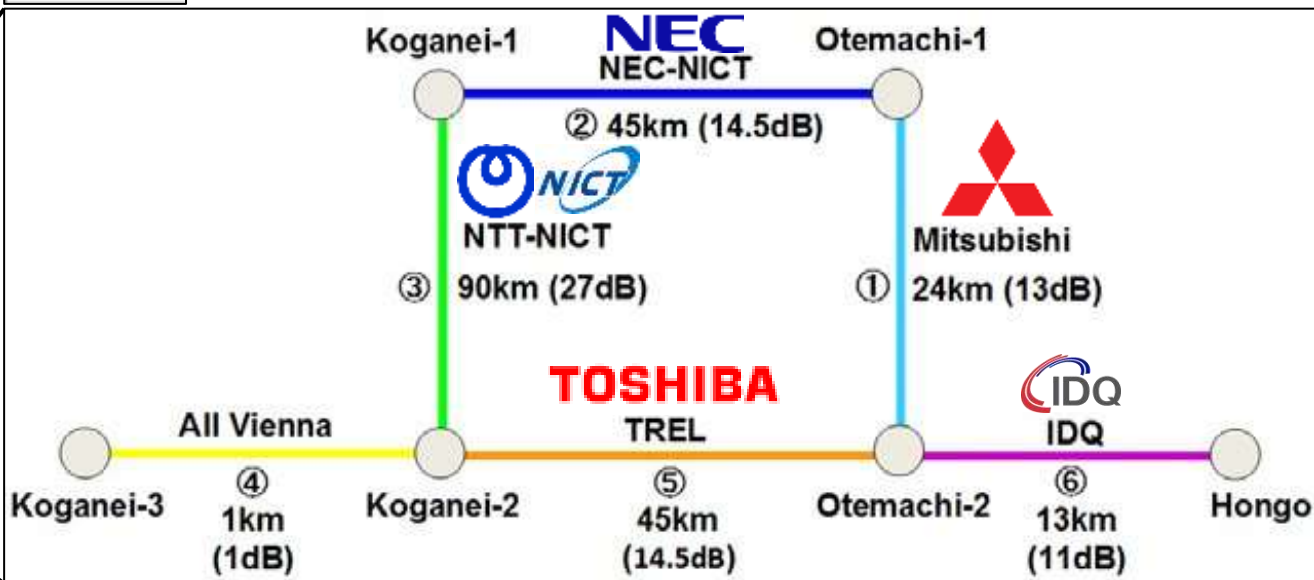 NEC
Koganei-1
Otemachi-1
NEC-NICT
② 45km (14.5dB)
NICT
NTT-NICT
Mitsubishi
③ 90km (27dB)
① 24km (13dB)
TOSHIBA
IDQ
All Vienna
TREL
IDQ
④
⑤
⑥
Koganei-3
Koganei-2
Otemachi-2
Hongo
1km
45km
13km
(1dB)
(14.5dB)
(11dB)